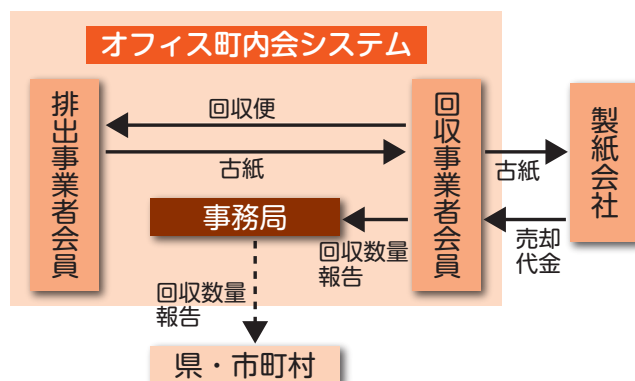 オフィス町内会システム
排出事業者会員
回収便
古紙
回収事業者会員
古紙
製紙会社
事務局
回収数量
報告
売却
代金
回収数量
報告
県・市町村